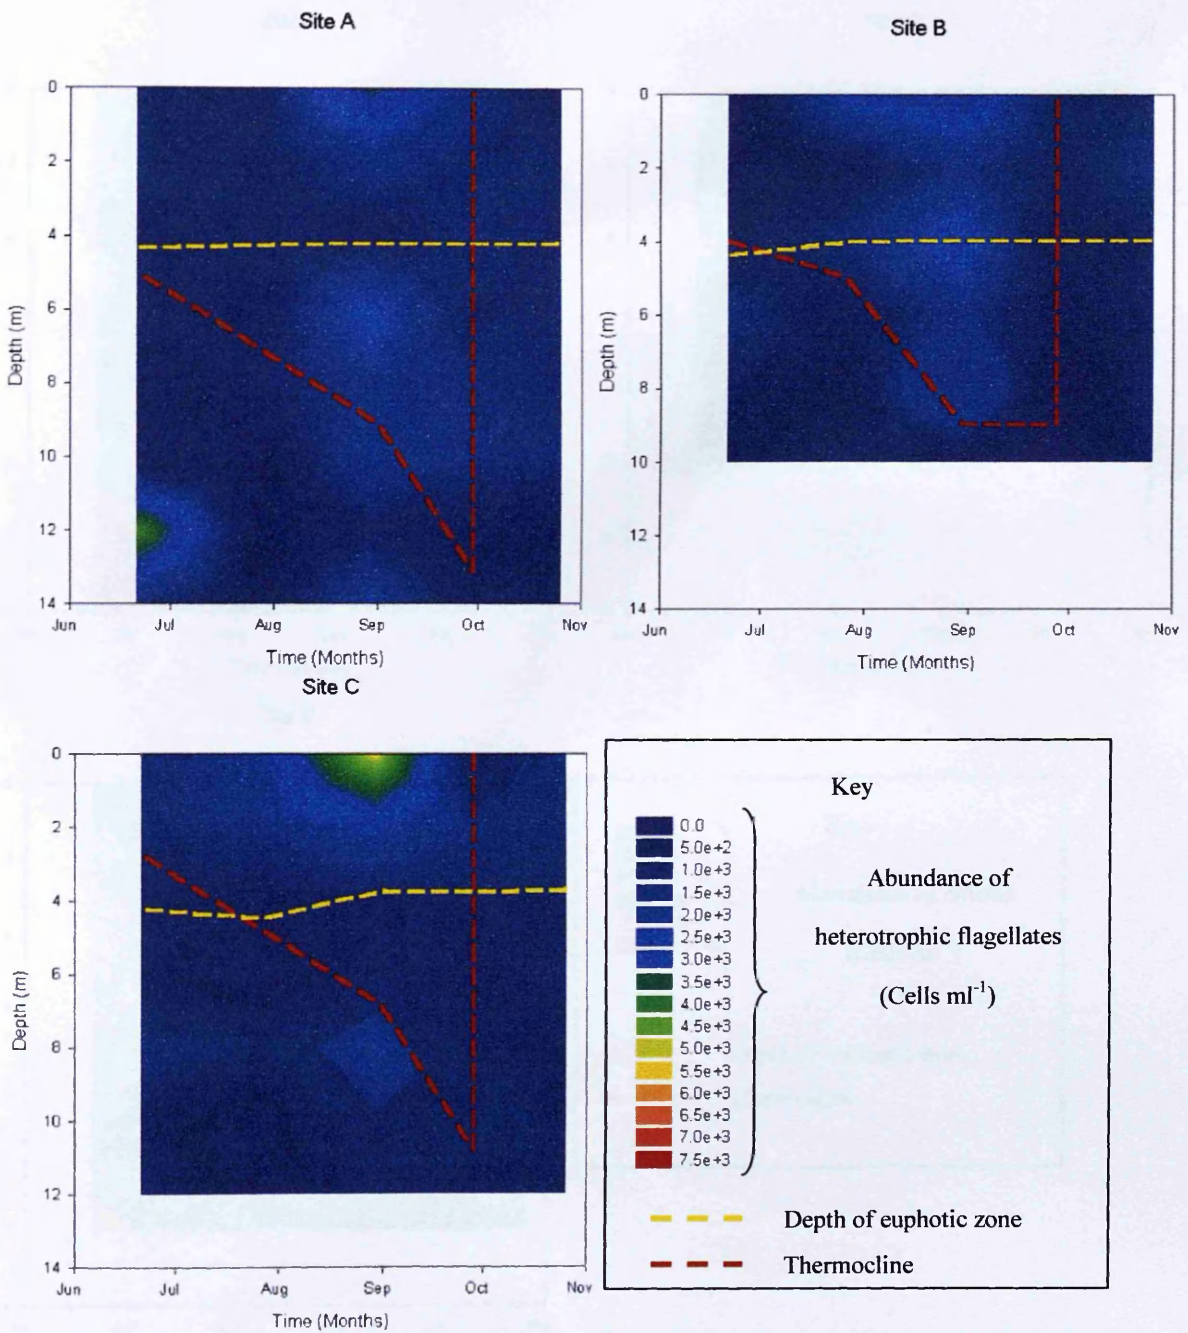 Site A
0
2
4
6
8
10
12
14
Depth (m)
Jun Jul Aug Sep Oct Nov
Time (Months)
Site B
0
2
4
6
8
10
12
14
Depth (m)
Jun Jul Aug Sep Oct Nov
Time (Months)
Site C
0
2
4
6
8
10
12
14
Depth (m)
Jun Jul Aug Sep Oct Nov
Time (Months)
Key
0.0
5.0e+2
1.0e+3
1.5e+3
2.0e+3
2.5e+3
3.0e+3
3.5e+3
4.0e+3
4.5e+3
5.0e+3
5.5e+3
6.0e+3
6.5e+3
7.0e+3
7.5e+3
Abundance of
heterotrophic flagellates
(Cells ml⁻¹)
Depth of euphotic zone
Thermocline